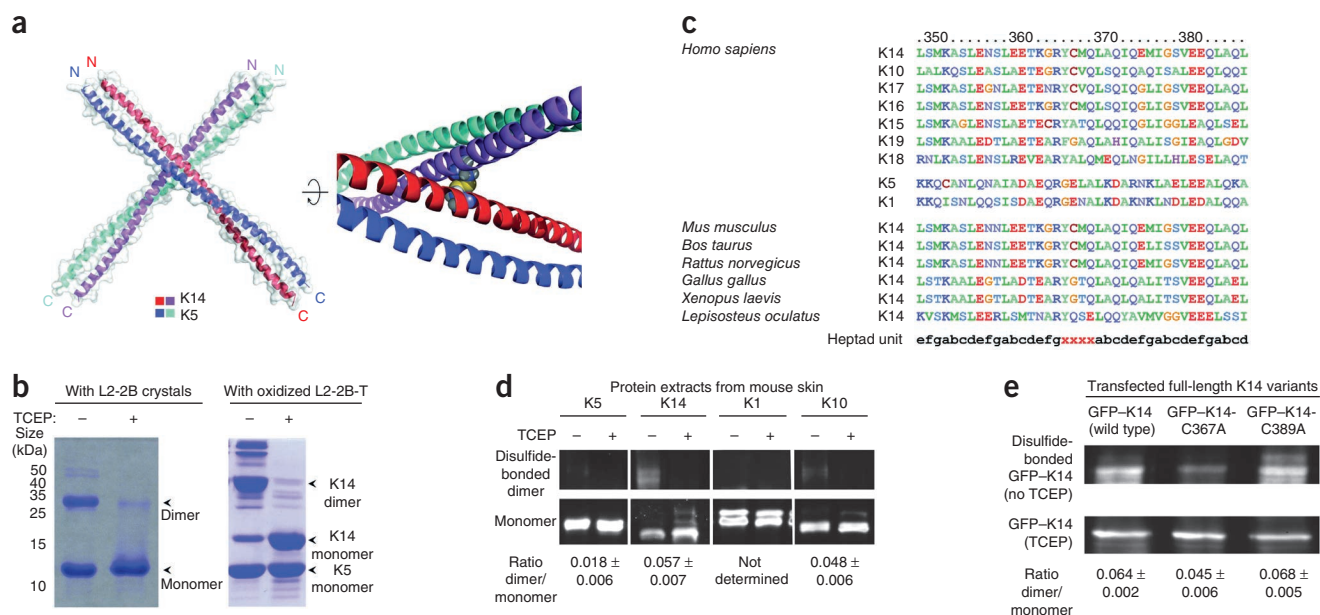 a
N N N N
C C C C
K14
K5
b
With L2-2B crystals
With oxidized L2-2B-T
TCEP: – + – +
Size
(kDa)
50
40
35
25
15
10
Dimer
Monomer
K14
dimer
K14
monomer
K5
monomer
c
.350 . . . . . . . . .360 . . . . . . . . .370 . . . . . . . . .380 . . . . . .
Homo sapiens K14 LSMKASLENSLEETKGRYCMQLAQIQEMIGSVEEQLAQL
K10 LALKQSLEASLAETEGRYCVQLSQIQAQISALEEQLQQI
K17 LSMKASLEGNLAETENRYCVQLSQIQGLIGSVEEQLAQL
K16 LSMKASLENSLEETKGRYCMQLSQIQGLIGSVEEQLAQL
K15 LSMKAGLENSLAETECRYATQLQQIQGLIGGLEAQLSEL
K19 LSMKAALEDTLAETEARFGAQLAHIQALISGIEAQLGDV
K18 RNLKASLENSLREVEARYALQMEQLNGILLHLESELAQT
K5 KKQCANLQNAIADAEQRGELALKDARNKLAELEEALQKA
K1 KKQISNLQQSISDAEQRGENALKDAKNKLNDLEDALQQA
Mus musculus K14 LSMKASLENSLEETKGRYCMQLAQIQEMIGSVEEQLAQL
Bos taurus K14 LSMKASLENSLEETKGRYCMQLAQIQELISSVEEQLAQL
Rattus norvegicus K14 LSMKASLENNLEETKGRYCMQLAQIQEMIGSVEEQLAQL
Gallus gallus K14 LSTKAALEGTLADTEARYGTQLAQLQALITSVEEQLAEL
Xenopus laevis K14 LSTKAALEGTLADTEARYGTQLAQLQALITSVEEQLAEL
Lepisosteus oculatus K14 KVSKMSLEERLSMTNARYQSELQQYAVMVGGVEEELSSI
Heptad unit efgabcdefgabcdefgxxxxabcdefgabcdefgabcd
d
Protein extracts from mouse skin
K5 K14 K1 K10
TCEP – + – + – + – +
Disulfide-
bonded
dimer
Monomer
Ratio 0.018 ± 0.057 ± Not 0.048 ±
dimer/ 0.006 0.007 determined 0.006
monomer
e
Transfected full-length K14 variants
GFP–K14 GFP–K14- GFP–K14-
(wild type) C367A C389A
Disulfide-
bonded
GFP–K14
(no TCEP)
GFP–K14
(TCEP)
Ratio 0.064 ± 0.045 ± 0.068 ±
dimer/ 0.002 0.006 0.005
monomer